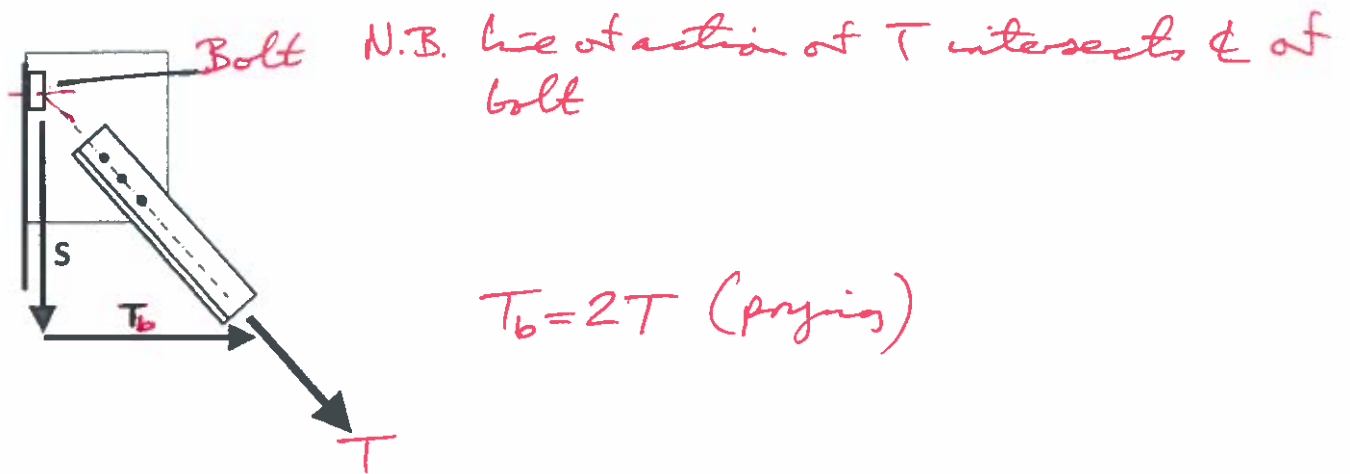 Bolt N.B. Line of action of T intersects ℄ of
bolt
S
Tb
Tb=2T (prying)
T